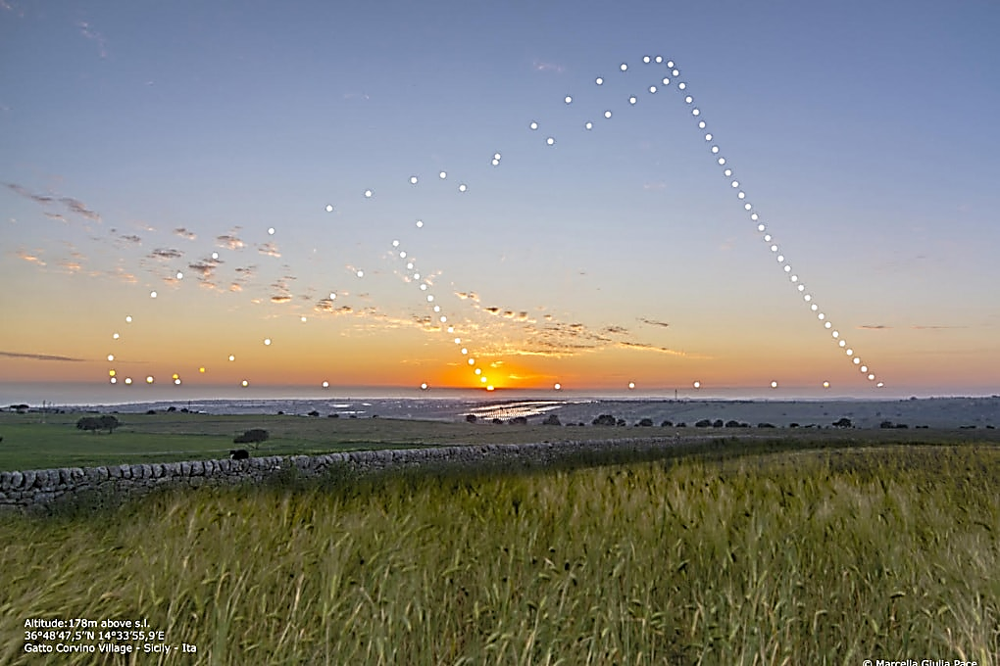 Altitude:178m above s.l.
36°48'47,5''N 14°33'55,9'E
Gatto Corvino Village - Sicily - Ita
© Marcella Giulia Pace